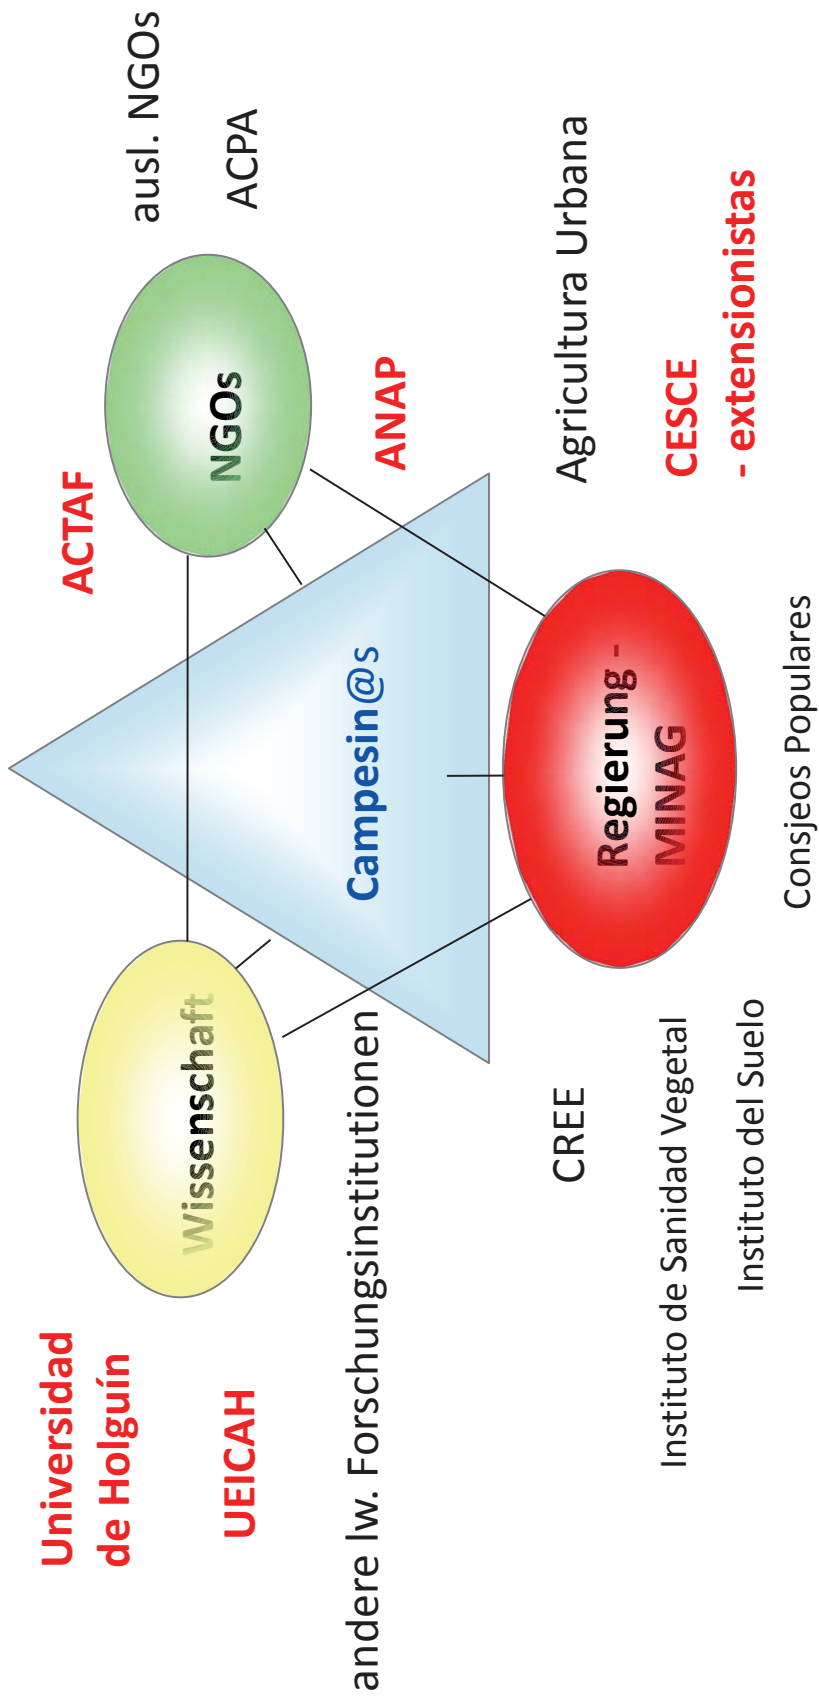 Universidad
de Holguín
UEICAH
andere lw. Forschungsinstitutionen
Wissenschaft
ACTAF
NGOs
ausl. NGOs
ACPA
ANAP
Campesin@s
Regierung -
MINAG
CREE
Instituto de Sanidad Vegetal
Instituto del Suelo
Consjeos Populares
Agricultura Urbana
CESCE
- extensionistas